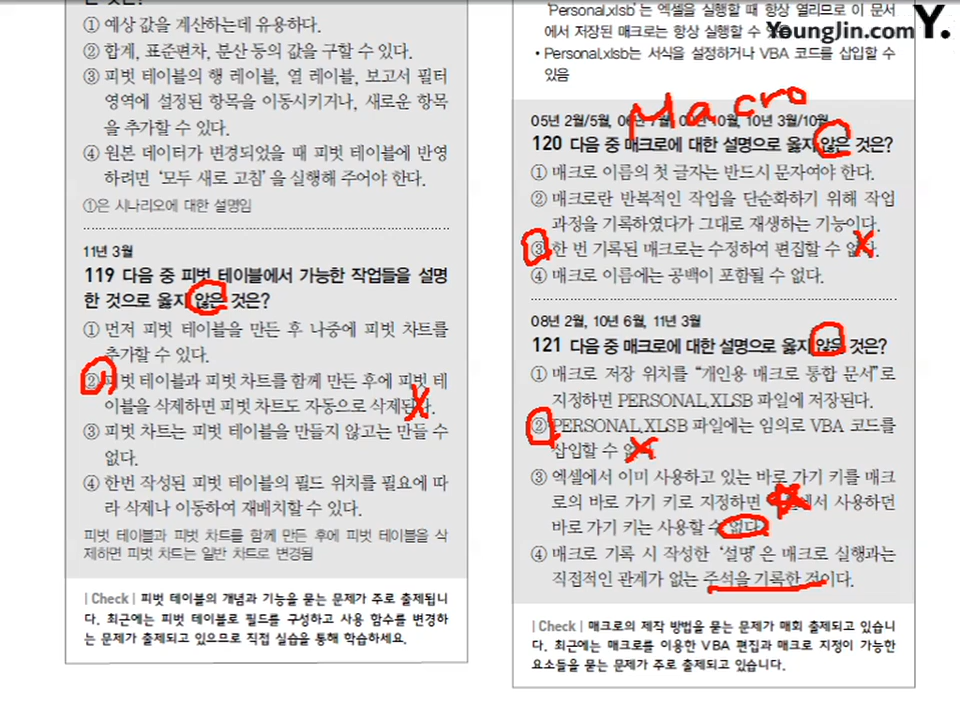 ① 예상 값을 계산하는데 유용하다.
② 합계, 표준편차, 분산 등의 값을 구할 수 있다.
③ 피벗 테이블의 행 레이블, 열 레이블, 보고서 필터
영역에 설정된 항목을 이동시키거나, 새로운 항목
을 추가할 수 있다.
④ 원본 데이터가 변경되었을 때 피벗 테이블에 반영
하려면 ‘모두 새로 고침’을 실행해 주어야 한다.
①은 시나리오에 대한 설명임
11년 3월
119 다음 중 피벗 테이블에서 가능한 작업들을 설명
한 것으로 옳지 않은 것은?
① 먼저 피벗 테이블을 만든 후 나중에 피벗 차트를
추가할 수 있다.
② 피벗 테이블과 피벗 차트를 함께 만든 후에 피벗 테
이블을 삭제하면 피벗 차트도 자동으로 삭제된다.
③ 피벗 차트는 피벗 테이블을 만들지 않고는 만들 수
없다.
④ 한번 작성된 피벗 테이블의 필드 위치를 필요에 따
라 삭제나 이동하여 재배치할 수 있다.
피벗 테이블과 피벗 차트를 함께 만든 후에 피벗 테이블을 삭
제하면 피벗 차트는 일반 차트로 변경됨
| Check | 피벗 테이블의 개념과 기능을 묻는 문제가 주로 출제됩니
다. 최근에는 피벗 테이블로 필드를 구성하고 사용 함수를 변경하
는 문제가 출제되고 있으므로 직접 실습을 통해 학습하세요.
‘Personal.xlsb’는 엑셀을 실행할 때 항상 열리므로 이 문서
에서 저장된 매크로는 항상 실행할 수
YoungJin.com Y.
• Personal.xlsb는 서식을 설정하거나 VBA 코드를 삽입할 수
있음
Macro
05년 2월/5월, 06년 7월, 10월, 10년 3월/10월
120 다음 중 매크로에 대한 설명으로 옳지 않은 것은?
① 매크로 이름의 첫 글자는 반드시 문자여야 한다.
② 매크로란 반복적인 작업을 단순화하기 위해 작업
과정을 기록하였다가 그대로 재생하는 기능이다.
③ 한 번 기록된 매크로는 수정하여 편집할 수 없다.
④ 매크로 이름에는 공백이 포함될 수 없다.
08년 2월, 10년 6월, 11년 3월
121 다음 중 매크로에 대한 설명으로 옳지 않은 것은?
① 매크로 저장 위치를 “개인용 매크로 통합 문서”로
지정하면 PERSONAL.XLSB 파일에 저장된다.
② PERSONAL.XLSB 파일에는 임의로 VBA 코드를
삽입할 수 없다.
③ 엑셀에서 이미 사용하고 있는 바로 가기 키를 매크
로의 바로 가기 키로 지정하면 사용하던
바로 가기 키는 사용할 수 없다.
④ 매크로 기록 시 작성한 ‘설명’은 매크로 실행과는
직접적인 관계가 없는 주석을 기록한 것이다.
| Check | 매크로의 제작 방법을 묻는 문제가 매회 출제되고 있습니
다. 최근에는 매크로를 이용한 VBA 편집과 매크로 지정이 가능한
요소들을 묻는 문제가 주로 출제되고 있습니다.